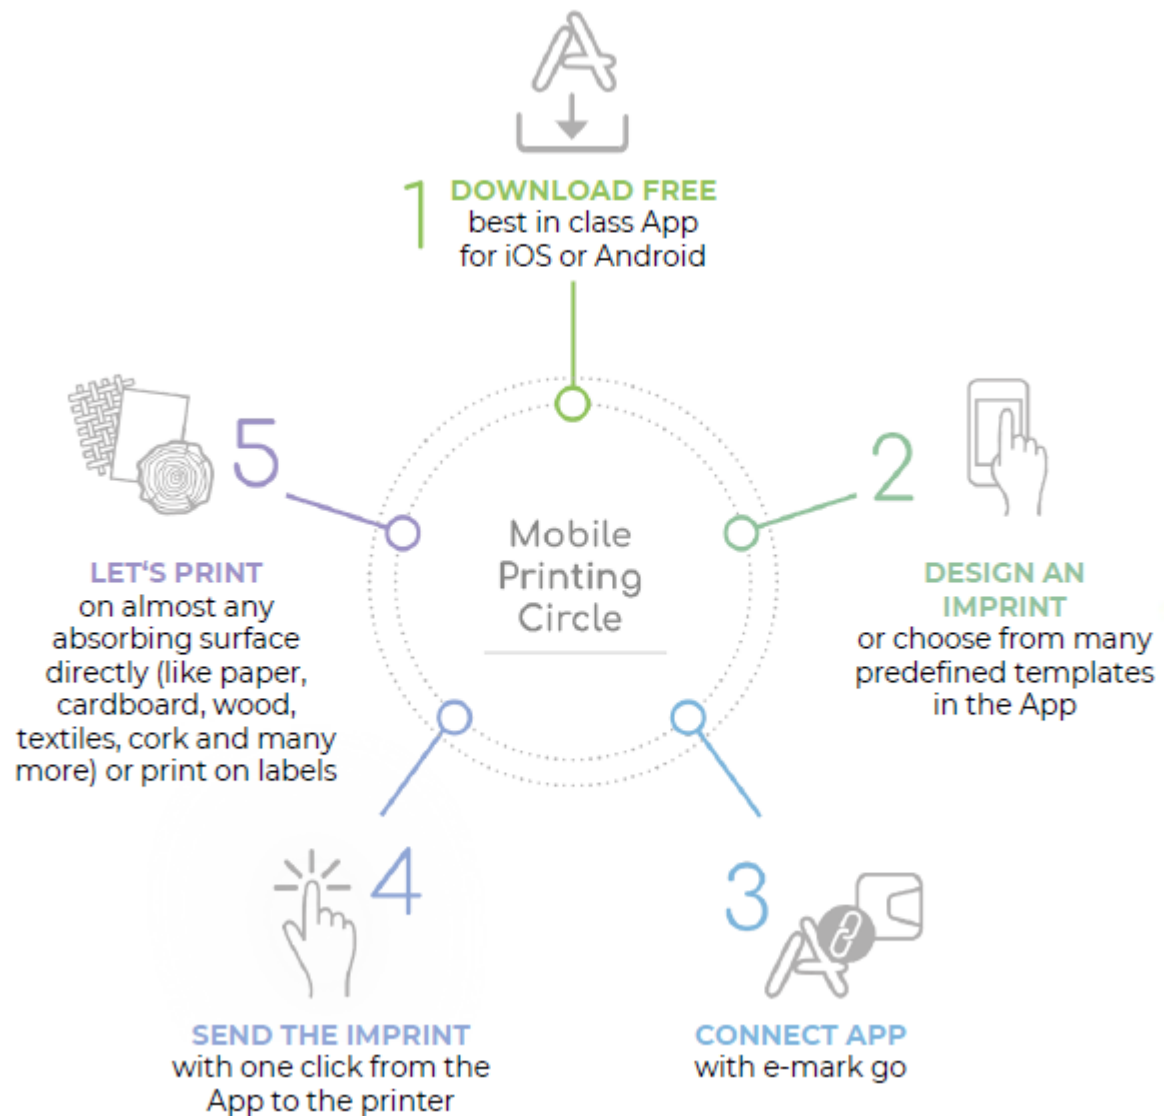 1
DOWNLOAD FREE
best in class App
for iOS or Android
2
DESIGN AN
IMPRINT
or choose from many
predefined templates
in the App
3
CONNECT APP
with e-mark go
4
SEND THE IMPRINT
with one click from the
App to the printer
5
LET‘S PRINT
on almost any
absorbing surface
directly (like paper,
cardboard, wood,
textiles, cork and many
more) or print on labels
Mobile
Printing
Circle